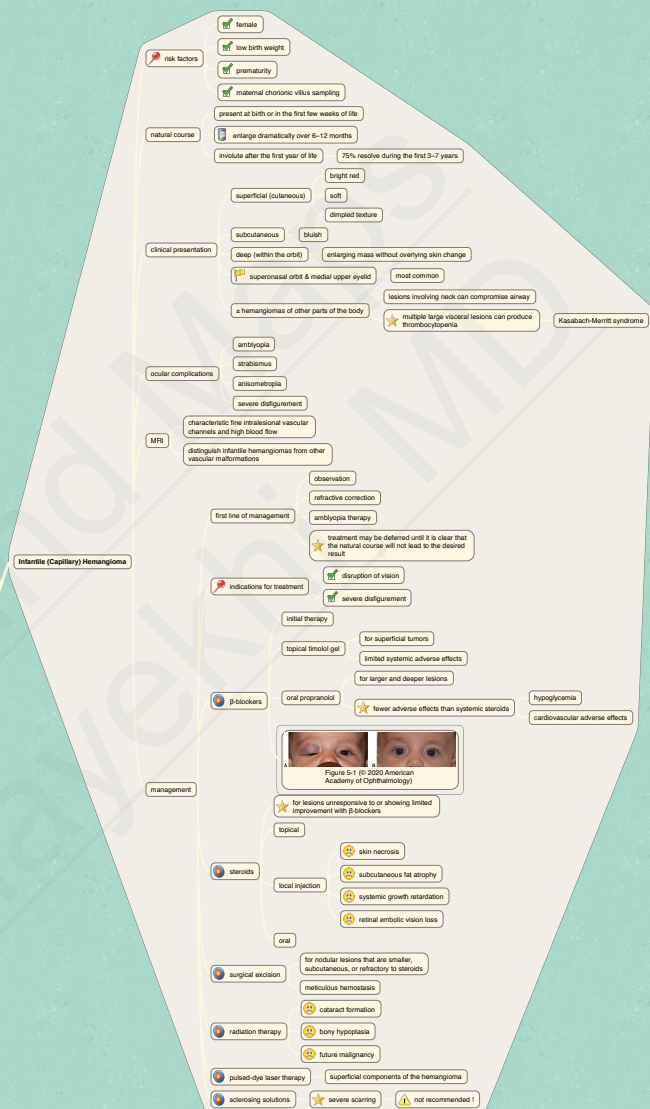 Infantile (Capillary) Hemangioma
risk factors
female
low birth weight
prematurity
maternal chorionic villus sampling
natural course
present at birth or in the first few weeks of life
enlarge dramatically over 6–12 months
involute after the first year of life
75% resolve during the first 3–7 years
clinical presentation
superficial (cutaneous)
bright red
soft
dimpled texture
subcutaneous
bluish
deep (within the orbit)
enlarging mass without overlying skin change
superonasal orbit & medial upper eyelid
most common
± hemangiomas of other parts of the body
lesions involving neck can compromise airway
multiple large visceral lesions can produce
thrombocytopenia
Kasabach-Merritt syndrome
ocular complications
amblyopia
strabismus
anisometropia
severe disfigurement
MRI
characteristic fine intralesional vascular
channels and high blood flow
distinguish infantile hemangiomas from other
vascular malformations
management
first line of management
observation
refractive correction
amblyopia therapy
treatment may be deferred until it is clear that
the natural course will not lead to the desired
result
indications for treatment
disruption of vision
severe disfigurement
β-blockers
initial therapy
topical timolol gel
for superficial tumors
limited systemic adverse effects
oral propranolol
for larger and deeper lesions
fewer adverse effects than systemic steroids
hypoglycemia
cardiovascular adverse effects
A
B
Figure 5-1 (© 2020 American
Academy of Ophthalmology)
steroids
for lesions unresponsive to or showing limited
improvement with β-blockers
topical
local injection
skin necrosis
subcutaneous fat atrophy
systemic growth retardation
retinal embolic vision loss
oral
surgical excision
for nodular lesions that are smaller,
subcutaneous, or refractory to steroids
meticulous hemostasis
radiation therapy
cataract formation
bony hypoplasia
future malignancy
pulsed-dye laser therapy
superficial components of the hemangioma
sclerosing solutions
severe scarring
not recommended !